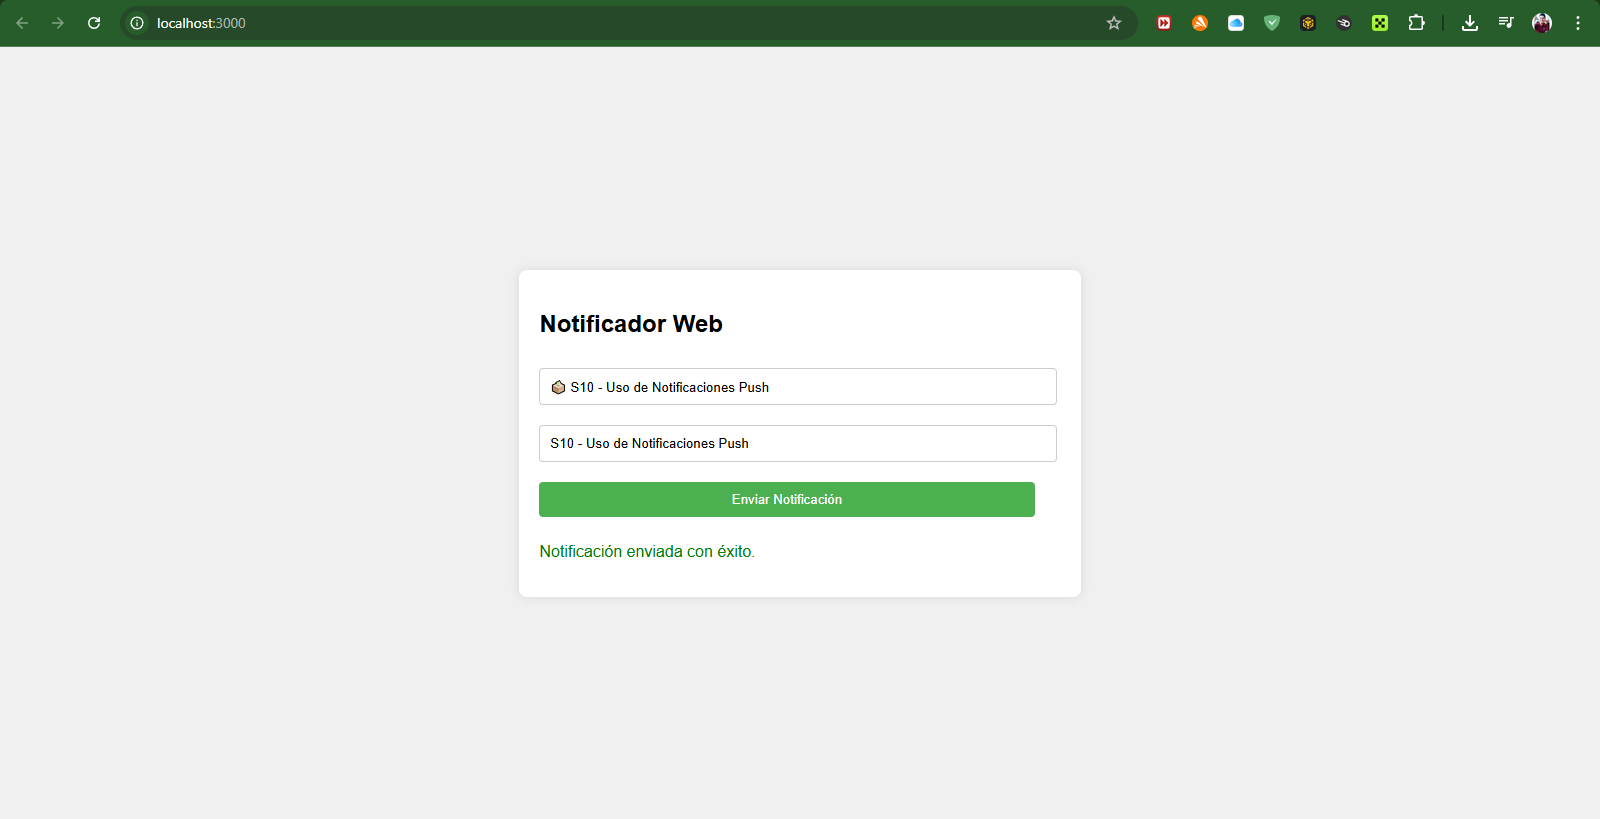 localhost:3000
Notificador Web
📦 S10 - Uso de Notificaciones Push
S10 - Uso de Notificaciones Push
Enviar Notificación
Notificación enviada con éxito.